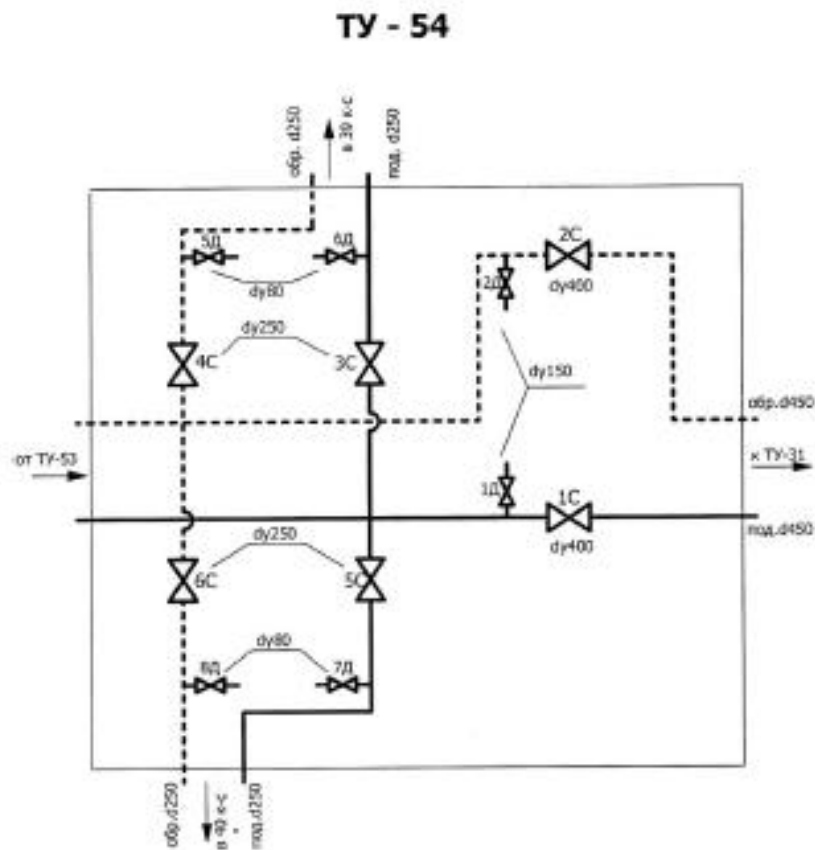 ТУ - 54
обр. d250
в 39 к-с
под. d250
5Д
6Д
2С
2Д
dy80
dy400
dy250
4С
3С
dy150
обр.d450
от ТУ-53
к ТУ-31
1Д
1С
под.d450
dy250
dy400
6С
5С
dy80
8Д
7Д
обр.d250
в 40 к-с
под.d250